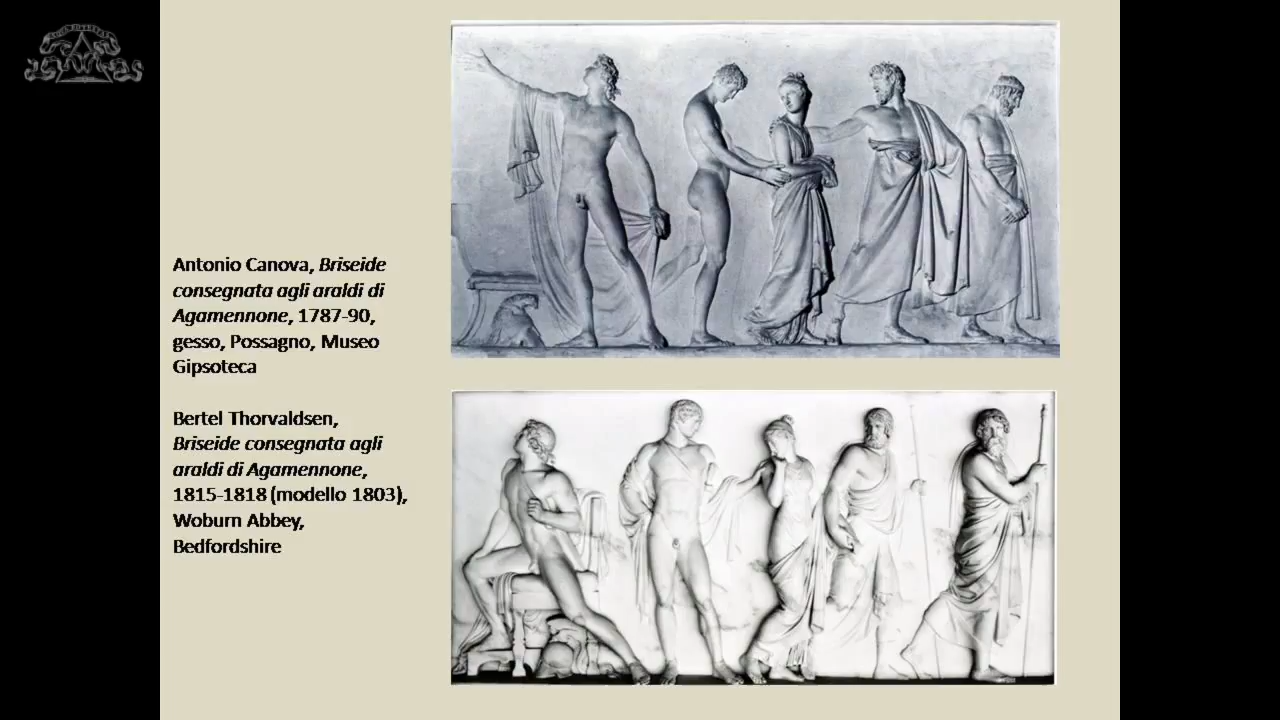 Antonio Canova, Briseide
consegnata agli araldi di
Agamennone, 1787-90,
gesso, Possagno, Museo
Gipsoteca
Bertel Thorvaldsen,
Briseide consegnata agli
araldi di Agamennone,
1815-1818 (modello 1803),
Woburn Abbey,
Bedfordshire